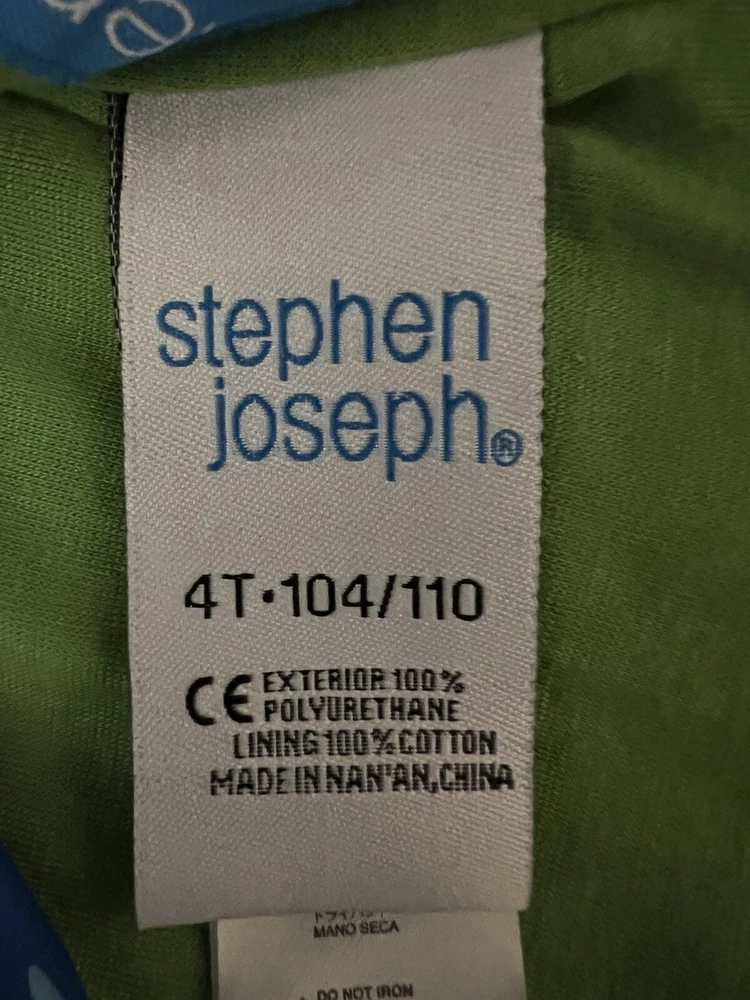 stephen
joseph®
4T·104/110
CE EXTERIOR 100%
POLYURETHANE
LINING 100% COTTON
MADE IN NAN'AN, CHINA
MANO SECA
DO NOT IRON